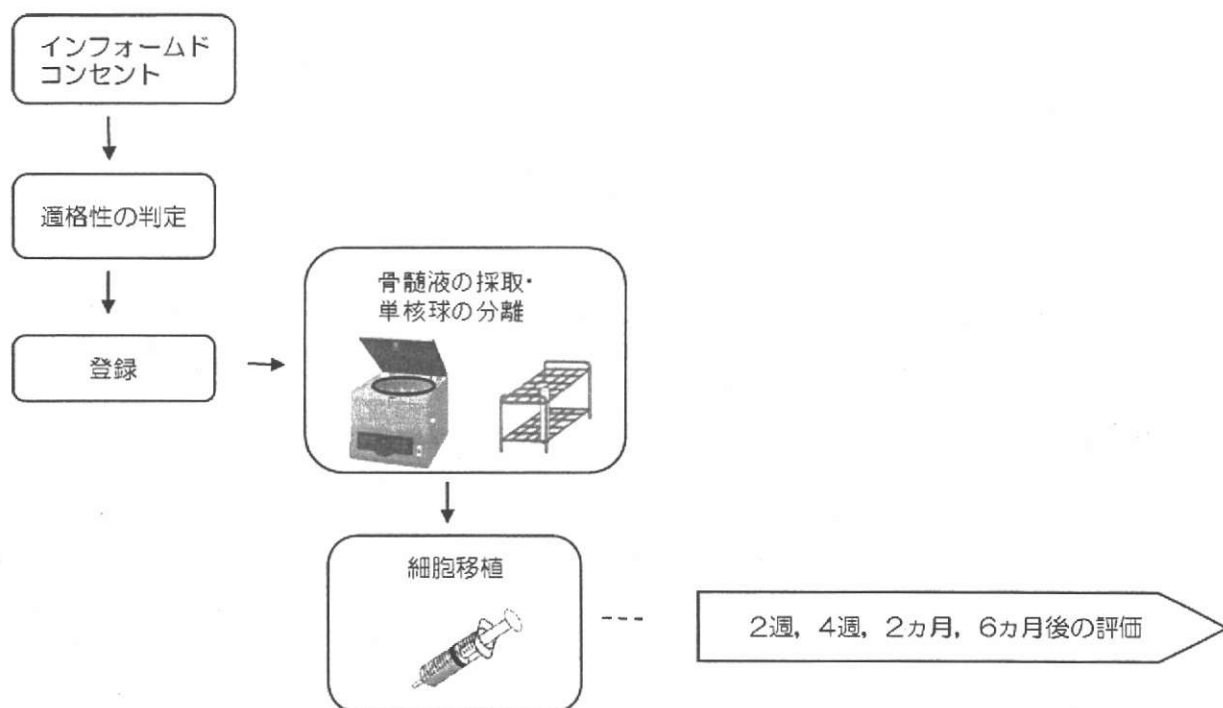 インフォームド
コンセント
適格性の判定
登録
骨髄液の採取・
単核球の分離
細胞移植
2週，4週，2ヵ月，6ヵ月後の評価